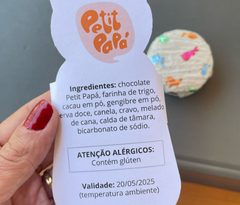 Petit
Papá
Ingredientes: chocolate
Petit Papá, farinha de trigo,
cacau em pó, gengibre em pó,
erva doce, canela, cravo, melado
de cana, calda de tâmara,
bicarbonato de sódio.
ATENÇÃO ALÉRGICOS:
Contém glúten
Validade: 20/05/2025
(temperatura ambiente)